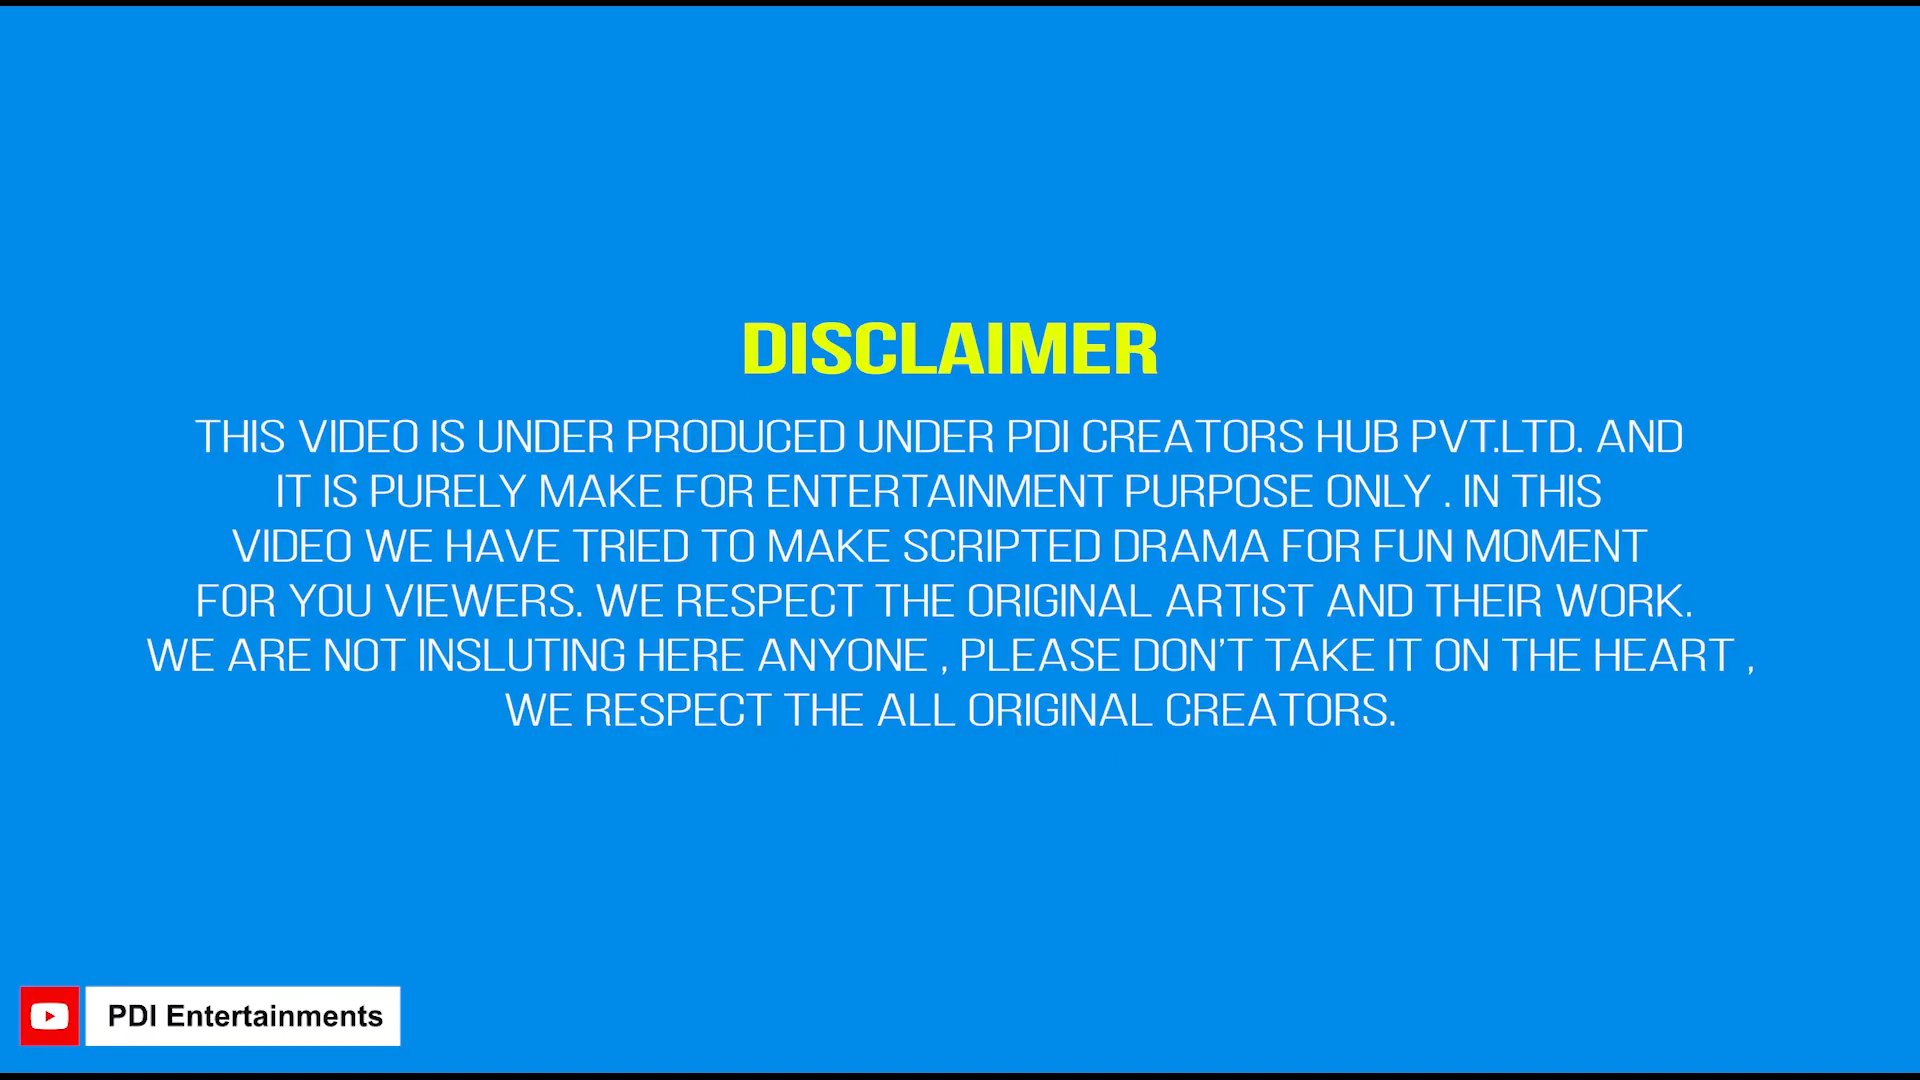 DISCLAIMER
THIS VIDEO IS UNDER PRODUCED UNDER PDI CREATORS HUB PVT.LTD. AND
IT IS PURELY MAKE FOR ENTERTAINMENT PURPOSE ONLY . IN THIS
VIDEO WE HAVE TRIED TO MAKE SCRIPTED DRAMA FOR FUN MOMENT
FOR YOU VIEWERS. WE RESPECT THE ORIGINAL ARTIST AND THEIR WORK.
WE ARE NOT INSLUTING HERE ANYONE , PLEASE DON’T TAKE IT ON THE HEART ,
WE RESPECT THE ALL ORIGINAL CREATORS.
PDI Entertainments